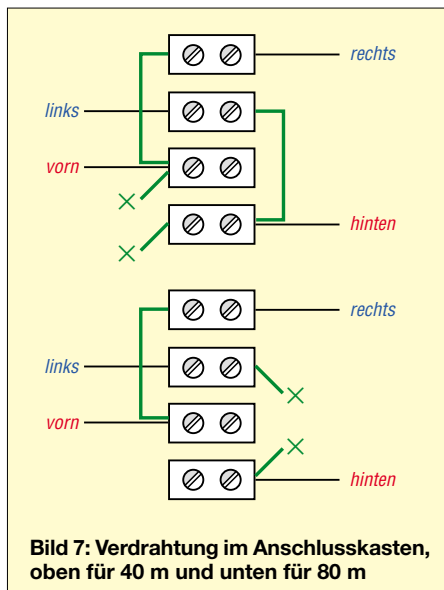 rechts
links
vorn
hinten
rechts
links
vorn
hinten
Bild 7: Verdrahtung im Anschlusskasten,
oben für 40 m und unten für 80 m